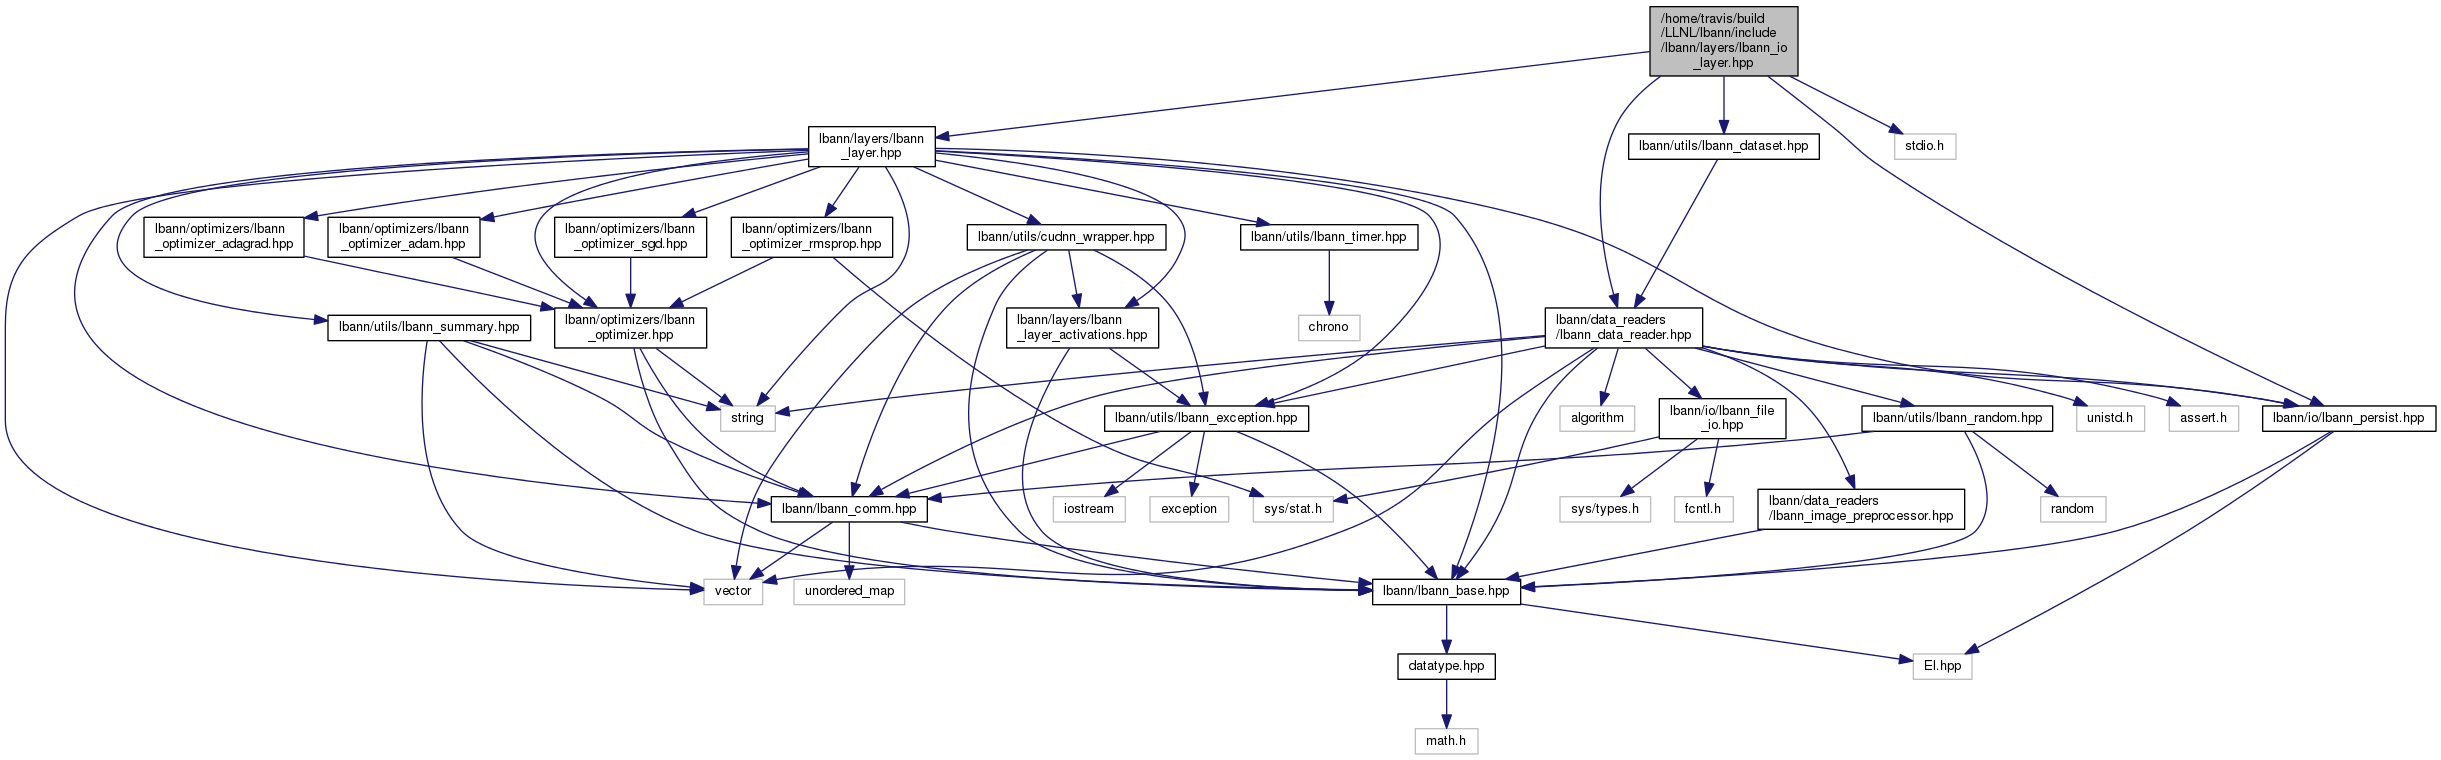 /home/travis/build
/LLNL/lbann/include
/lbann/layers/lbann_io
_layer.hpp
lbann/layers/lbann
_layer.hpp
lbann/utils/lbann_dataset.hpp
stdio.h
lbann/optimizers/lbann
_optimizer_adagrad.hpp
lbann/optimizers/lbann
_optimizer_adam.hpp
lbann/optimizers/lbann
_optimizer_sgd.hpp
lbann/optimizers/lbann
_optimizer_rmsprop.hpp
lbann/utils/cudnn_wrapper.hpp
lbann/utils/lbann_timer.hpp
lbann/utils/lbann_summary.hpp
lbann/optimizers/lbann
_optimizer.hpp
lbann/layers/lbann
_layer_activations.hpp
chrono
lbann/data_readers
/lbann_data_reader.hpp
string
lbann/utils/lbann_exception.hpp
algorithm
lbann/io/lbann_file
_io.hpp
lbann/utils/lbann_random.hpp
unistd.h
assert.h
lbann/io/lbann_persist.hpp
lbann/lbann_comm.hpp
iostream
exception
sys/stat.h
sys/types.h
fcntl.h
lbann/data_readers
/lbann_image_preprocessor.hpp
random
vector
unordered_map
lbann/lbann_base.hpp
datatype.hpp
El.hpp
math.h